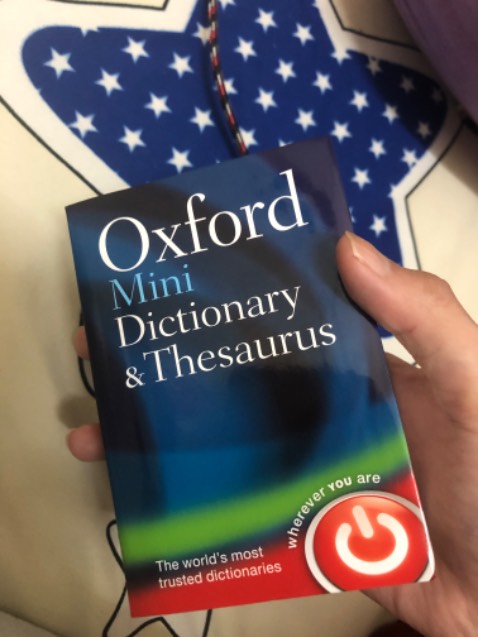 Oxford
Mini
Dictionary
& Thesaurus
wherever YOU are
The world's most
trusted dictionaries